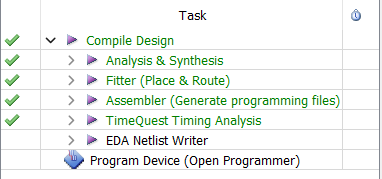 Task
Compile Design
Analysis & Synthesis
Fitter (Place & Route)
Assembler (Generate programming files)
TimeQuest Timing Analysis
EDA Netlist Writer
Program Device (Open Programmer)